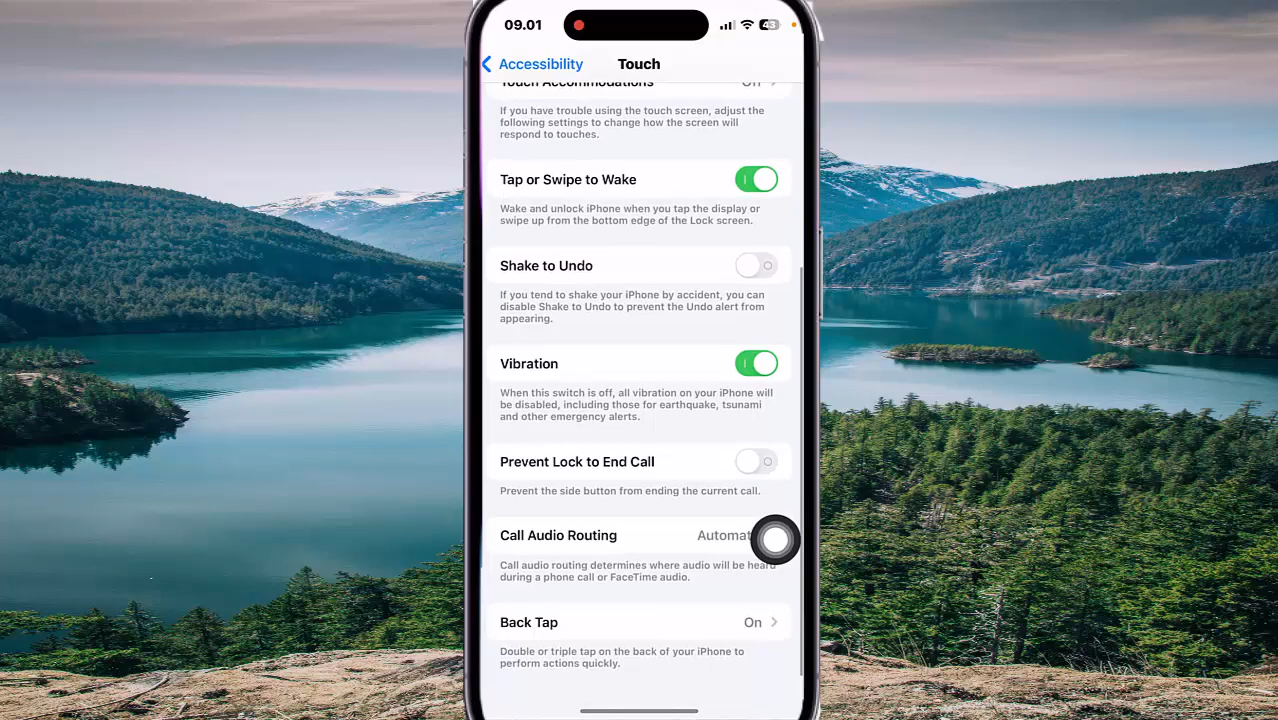 09.01
43
Accessibility
Touch
Touch Accommodations Off
If you have trouble using the touch screen, adjust the
following settings to change how the screen will
respond to touches.
Tap or Swipe to Wake
Wake and unlock iPhone when you tap the display or
swipe up from the bottom edge of the Lock screen.
Shake to Undo
If you tend to shake your iPhone by accident, you can
disable Shake to Undo to prevent the Undo alert from
appearing.
Vibration
When this switch is off, all vibration on your iPhone will
be disabled, including those for earthquake, tsunami
and other emergency alerts.
Prevent Lock to End Call
Prevent the side button from ending the current call.
Call Audio Routing Automat
Call audio routing determines where audio will be heard
during a phone call or FaceTime audio.
Back Tap On
Double or triple tap on the back of your iPhone to
perform actions quickly.